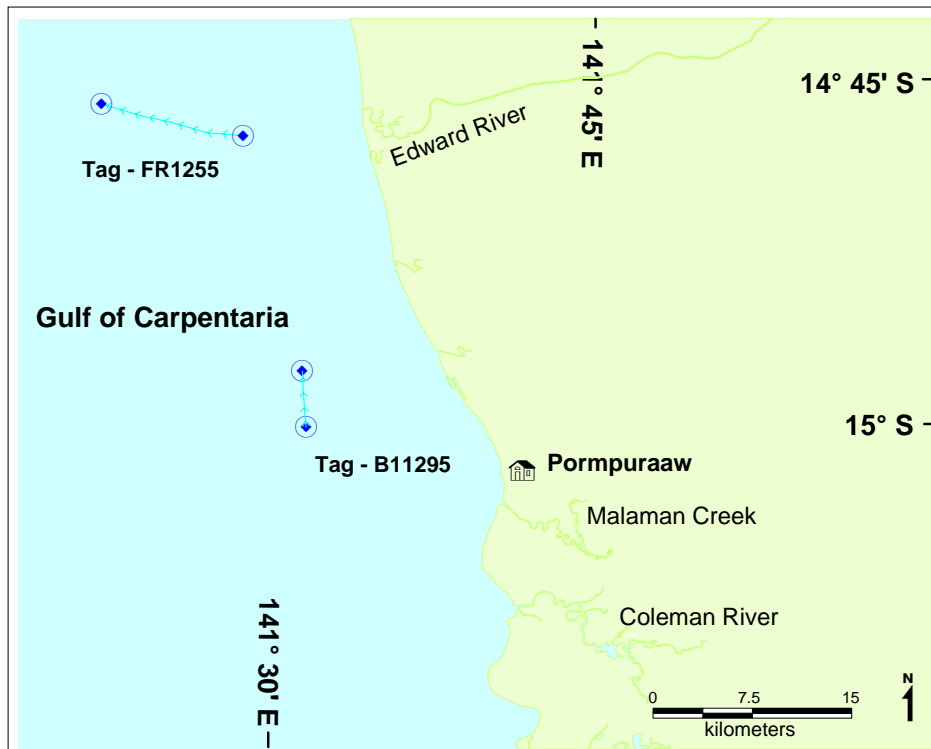 141° 45' E
14° 45' S
Edward River
Tag - FR1255
Gulf of Carpentaria
15° S
Tag - B11295
Pormpuraaw
Malaman Creek
141° 30' E
Coleman River
N
0 7.5 15
kilometers